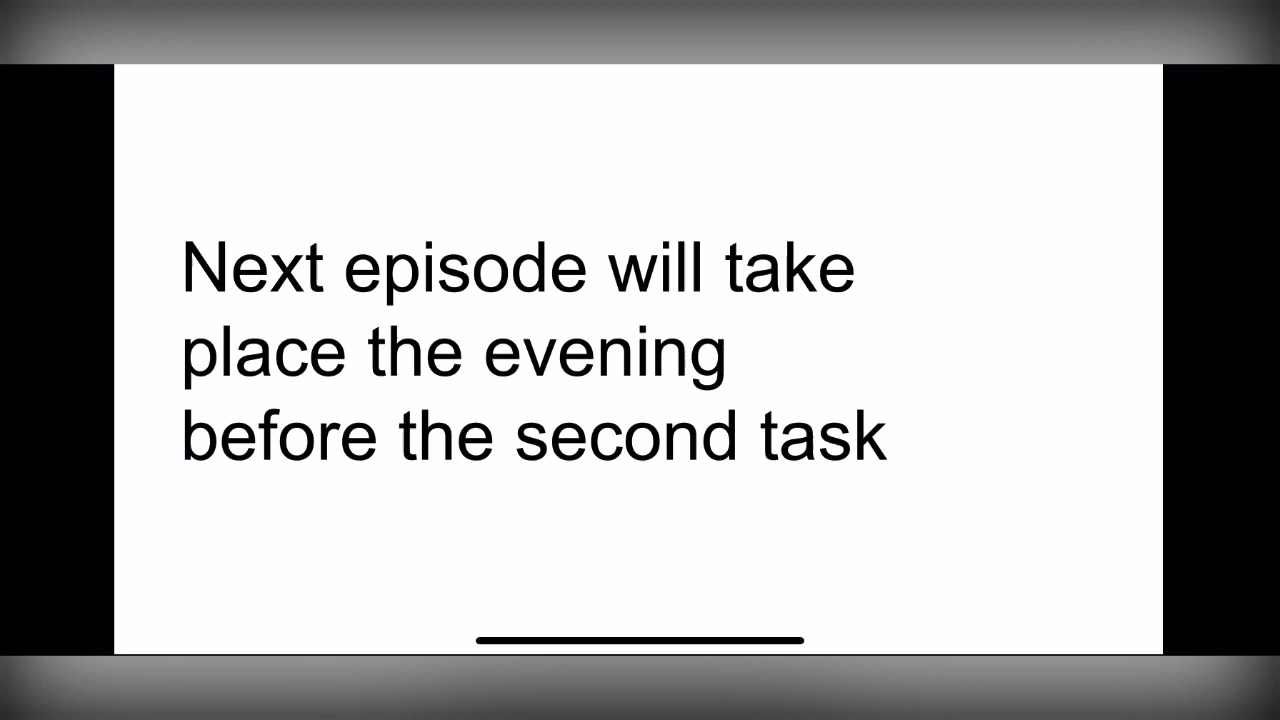 Next episode will take
place the evening
before the second task